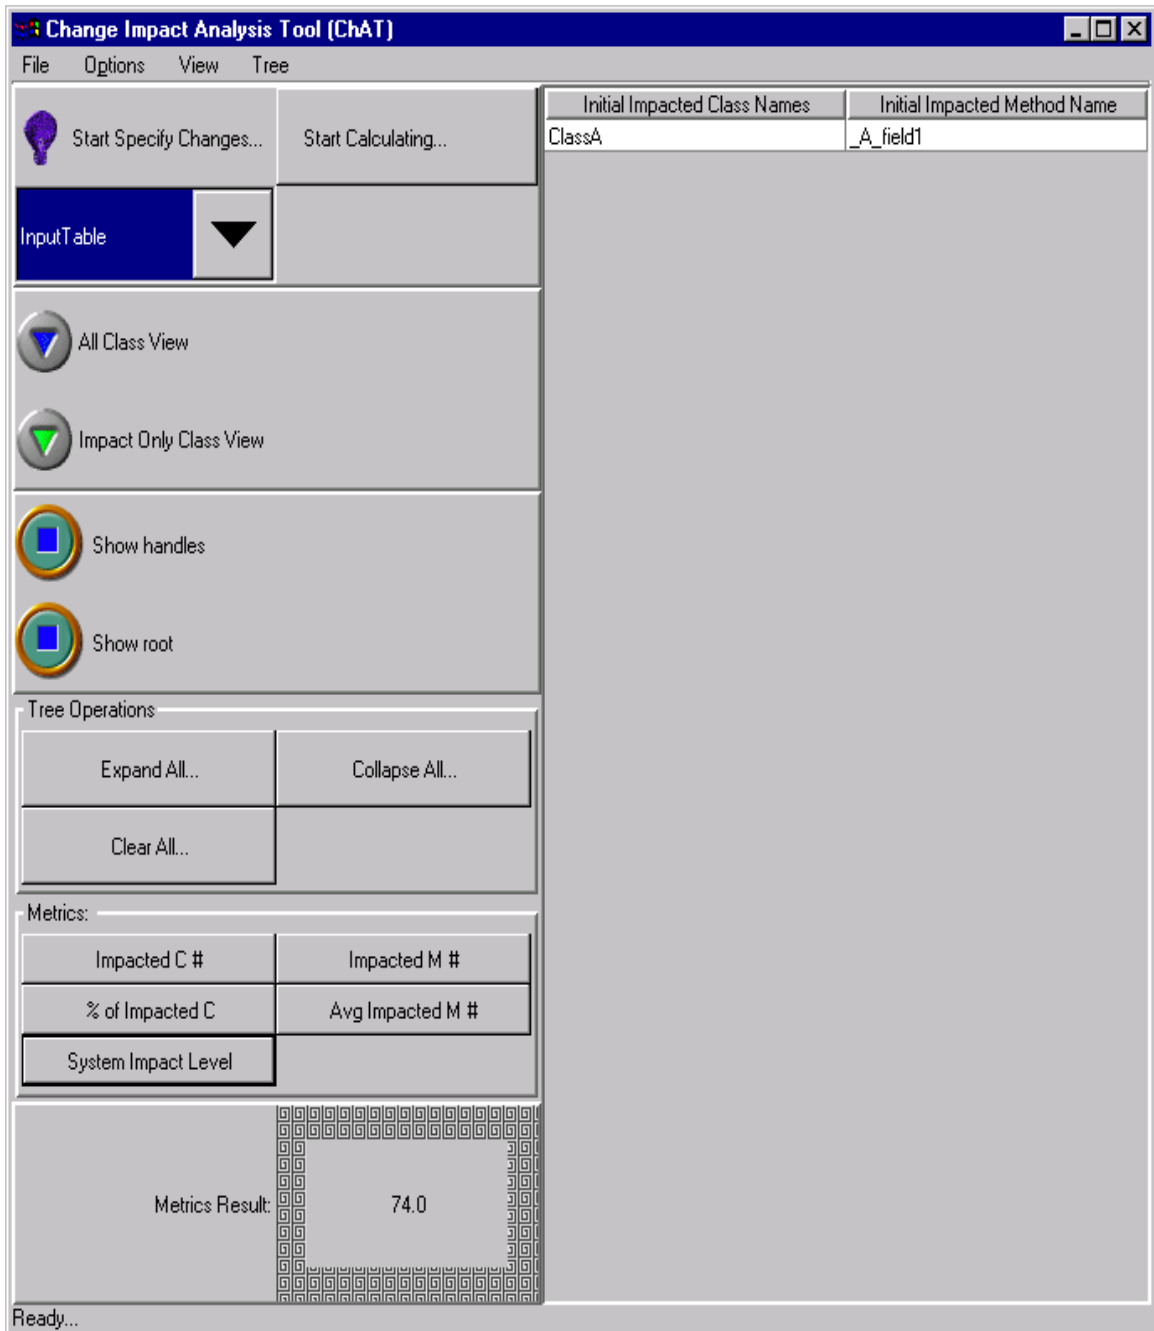 Change Impact Analysis Tool (ChAT)
File Options View Tree
Start Specify Changes... Start Calculating...
InputTable
All Class View
Impact Only Class View
Show handles
Show root
Tree Operations
Expand All... Collapse All...
Clear All...
Metrics:
Impacted C # Impacted M #
% of Impacted C Avg Impacted M #
System Impact Level
Metrics Result: 74.0
Initial Impacted Class Names Initial Impacted Method Name
ClassA _A_field1
Ready...